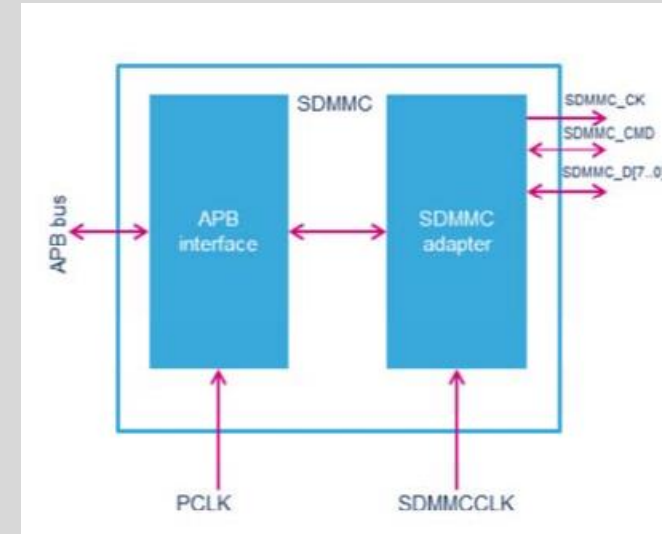 SDMMC
SDMMC_CK
SDMMC_CMD
SDMMC_D[7..0]
APB bus
APB
interface
SDMMC
adapter
PCLK
SDMMCCLK